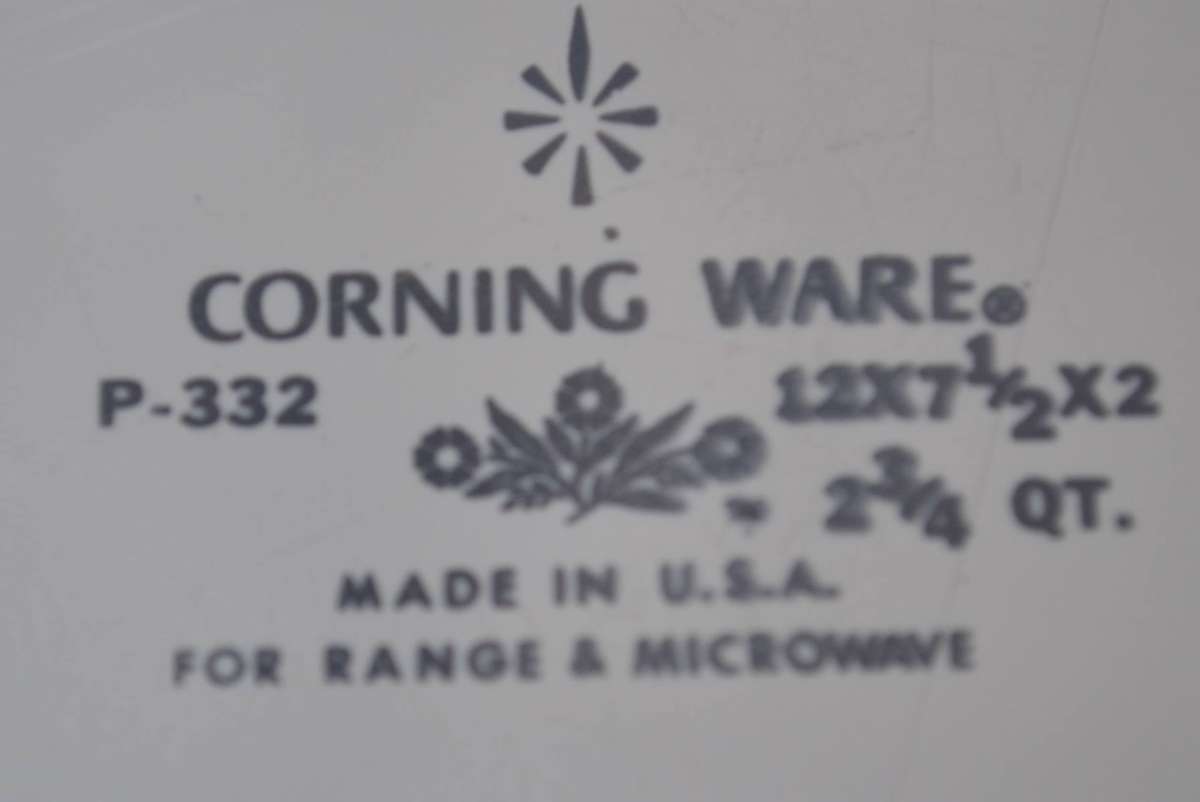 CORNING WARE®
P-332
12X7½X2
2¾ QT.
MADE IN U.S.A.
FOR RANGE & MICROWAVE